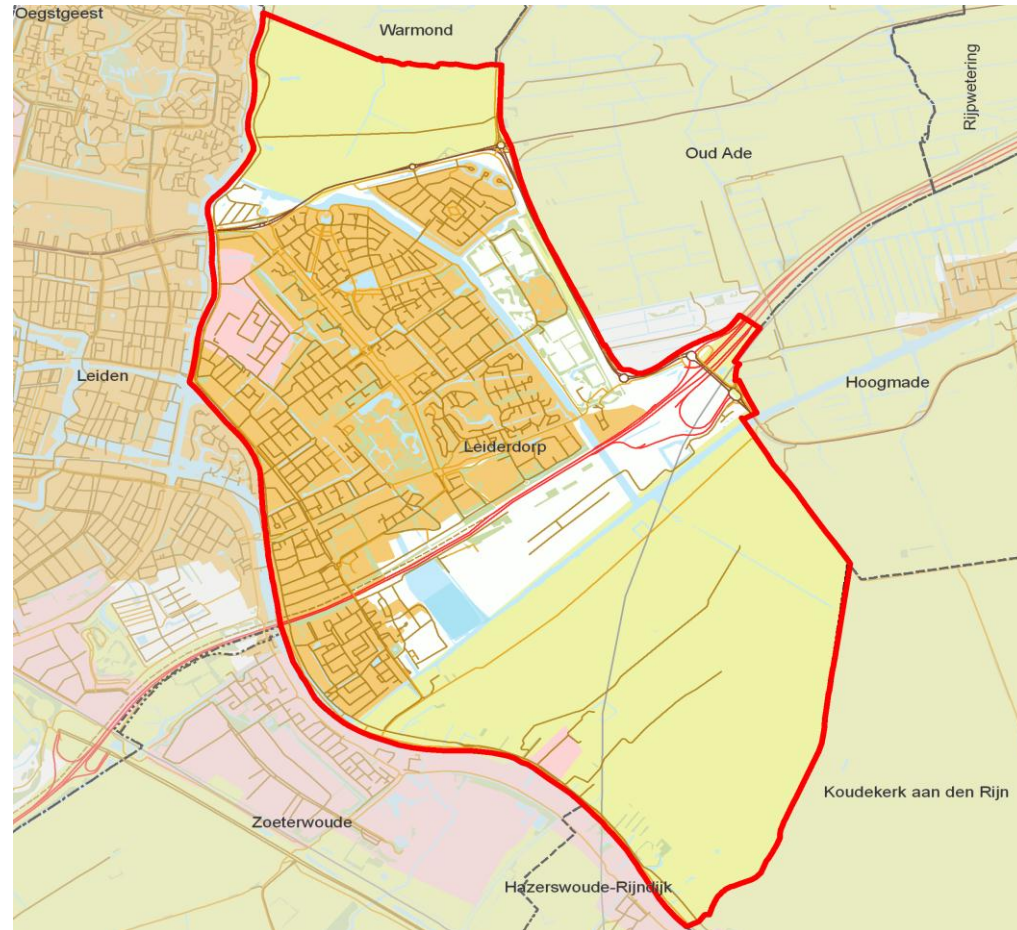 Oegstgeest
Warmond
Rijpwetering
Oud Ade
Leiden
Hoogmade
Leiderdorp
Koudekerk aan den Rijn
Zoeterwoude
Hazerswoude-Rijndijk